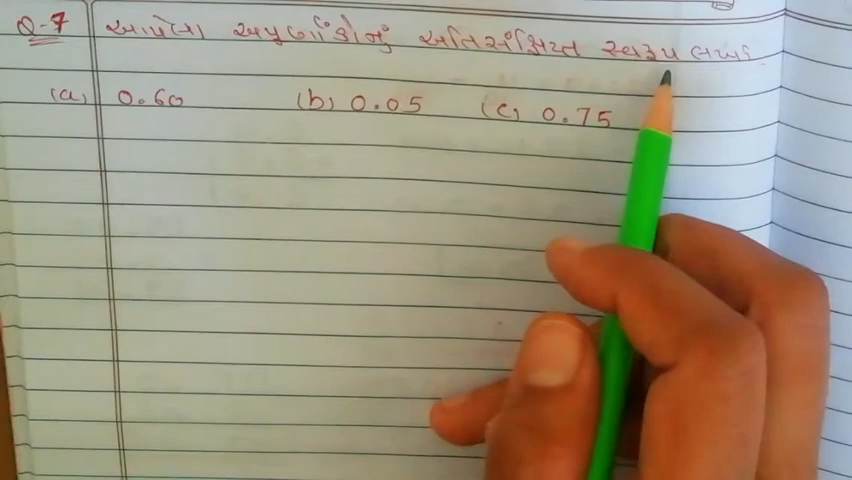 Q-7 આપેલા અપૂર્ણાંકોનું અતિસંક્ષિપ્ત સ્વરૂપ લખો.
(a) 0.60 (b) 0.05 (c) 0.75